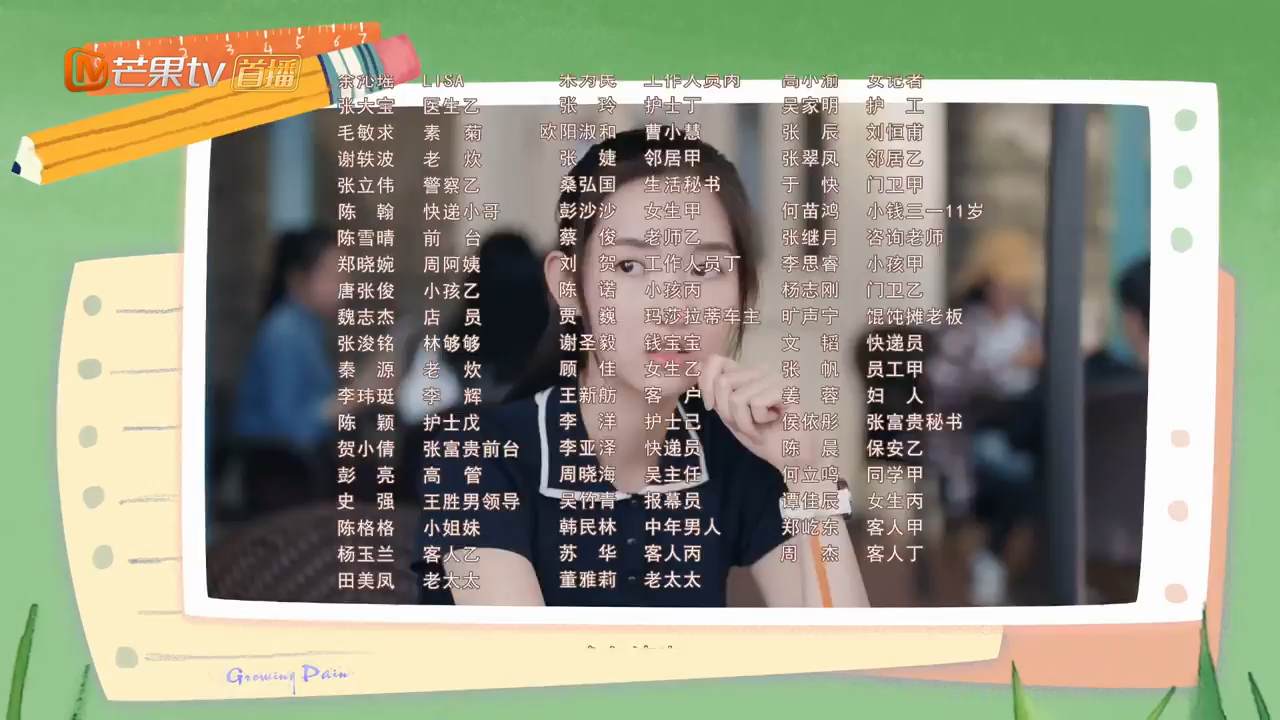 芒果tv 首播
余沁瑶 LISA 工作人员丙 高小渝 女记者
张大宝 医生乙 张 玲 护士丁 吴家明 护 工
毛敏求 素 菊 欧阳淑和 曹小慧 张 辰 刘恒甫
谢轶波 老 炊 张 婕 邻居甲 张翠凤 邻居乙
张立伟 警察乙 桑弘国 生活秘书 于 快 门卫甲
陈 翰 快递小哥 彭沙沙 女生甲 何苗鸿 小钱三一11岁
陈雪晴 前 台 蔡 俊 老师乙 张继月 咨询老师
郑晓婉 周阿姨 刘 贺 工作人员丁 李思睿 小孩甲
唐张俊 小孩乙 陈 诺 小孩丙 杨志刚 门卫乙
魏志杰 店 员 贾 巍 玛莎拉蒂车主 旷声宁 馄饨摊老板
张浚铭 林够够 谢圣毅 钱宝宝 文 韬 快递员
秦 源 老 炊 顾 佳 女生乙 张 帆 员工甲
李玮珽 李 辉 王新舫 客 户 姜 蓉 妇 人
陈 颖 护士戊 李 洋 护士己 侯依彤 张富贵秘书
贺小倩 张富贵前台 李亚泽 快递员 陈 晨 保安乙
彭 亮 高 管 周晓海 吴主任 何立鸣 同学甲
史 强 王胜男领导 吴竹青 报幕员 谭佳辰 女生丙
陈格格 小姐妹 韩民林 中年男人 郑屹东 客人甲
杨玉兰 客人乙 苏 华 客人丙 周 杰 客人丁
田美凤 老太太 董雅莉 老太太
Growing Pain